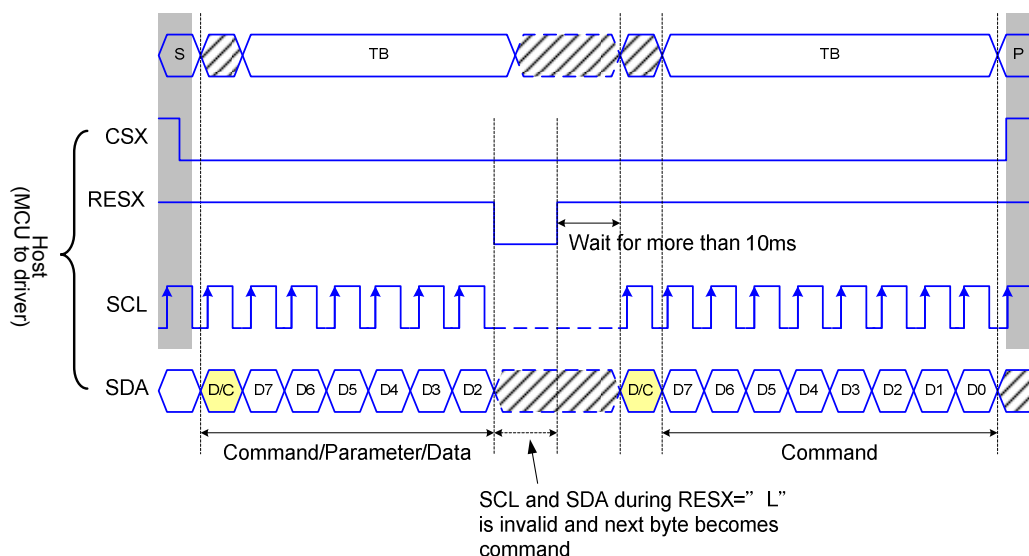 S
TB
TB
P
CSX
RESX
Wait for more than 10ms
Host
(MCU to driver)
SCL
SDA
D/C
D7
D6
D5
D4
D3
D2
D/C
D7
D6
D5
D4
D3
D2
D1
D0
Command/Parameter/Data
Command
SCL and SDA during RESX=” L”
is invalid and next byte becomes
command